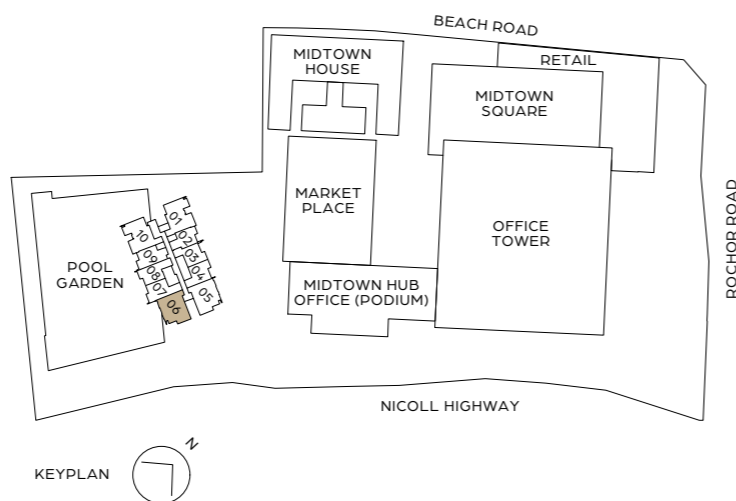 BEACH ROAD
MIDTOWN
HOUSE
RETAIL
MIDTOWN
SQUARE
MARKET
PLACE
OFFICE
TOWER
ROCHOR ROAD
POOL
GARDEN
01
02
03
04
05
10
09
08
07
06
MIDTOWN HUB
OFFICE (PODIUM)
NICOLL HIGHWAY
KEYPLAN
N